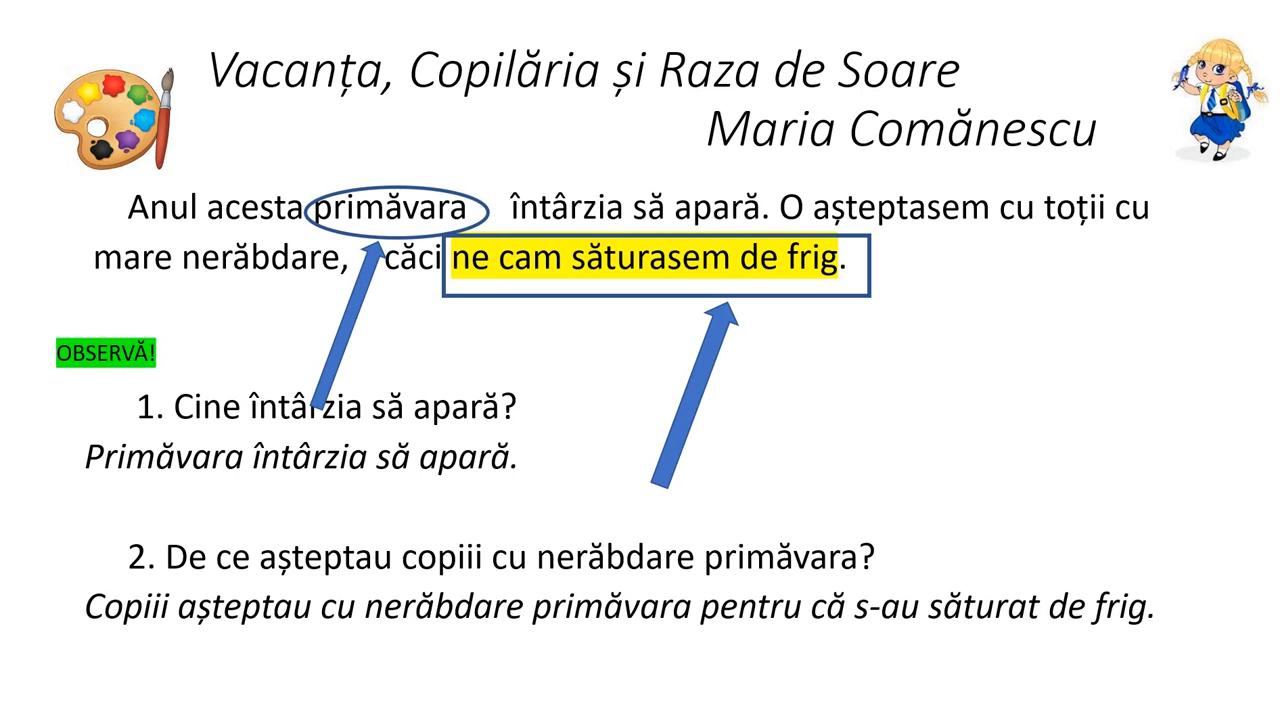 Vacanța, Copilăria și Raza de Soare
Maria Comănescu
Anul acesta primăvara întârzia să apară. O așteptasem cu toții cu
mare nerăbdare, căci ne cam săturasem de frig.
OBSERVĂ!
1. Cine întârzia să apară?
Primăvara întârzia să apară.
2. De ce așteptau copiii cu nerăbdare primăvara?
Copiii așteptau cu nerăbdare primăvara pentru că s-au săturat de frig.